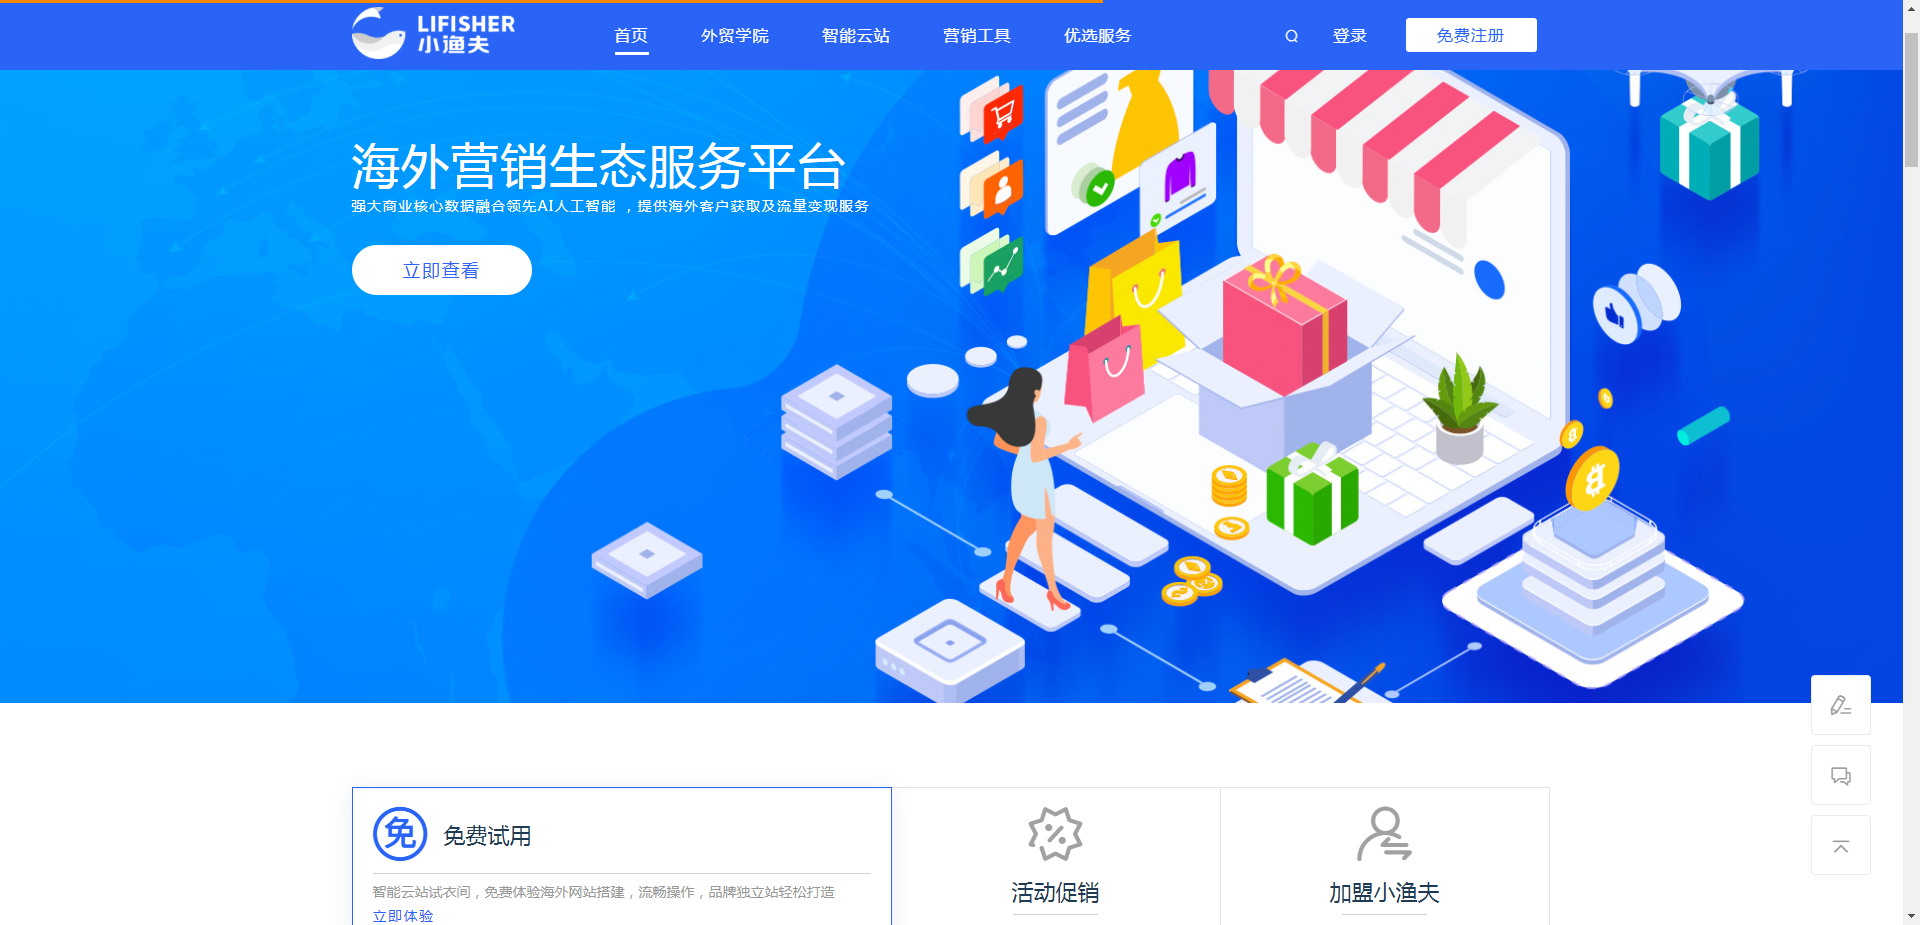 LIFISHER
小渔夫
首页 外贸学院 智能云站 营销工具 优选服务 登录 免费注册
海外营销生态服务平台
强大商业核心数据融合领先AI人工智能 ，提供海外客户获取及流量变现服务
立即查看
免 免费试用
智能云站试衣间，免费体验海外网站搭建，流畅操作，品牌独立站轻松打造
立即体验
活动促销
加盟小渔夫